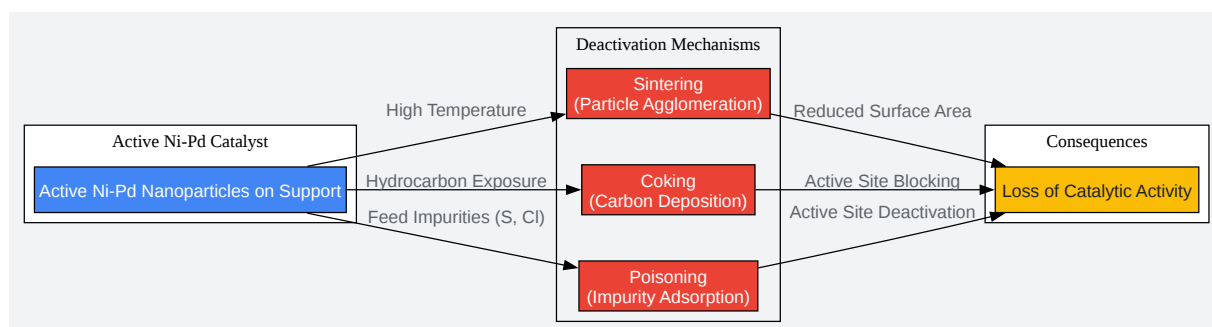 Deactivation Mechanisms
Sintering
(Particle Agglomeration)
High Temperature
Reduced Surface Area
Active Ni-Pd Catalyst
Consequences
Active Ni-Pd Nanoparticles on Support
Hydrocarbon Exposure
Coking
(Carbon Deposition)
Active Site Blocking
Loss of Catalytic Activity
Feed Impurities (S, Cl)
Active Site Deactivation
Poisoning
(Impurity Adsorption)